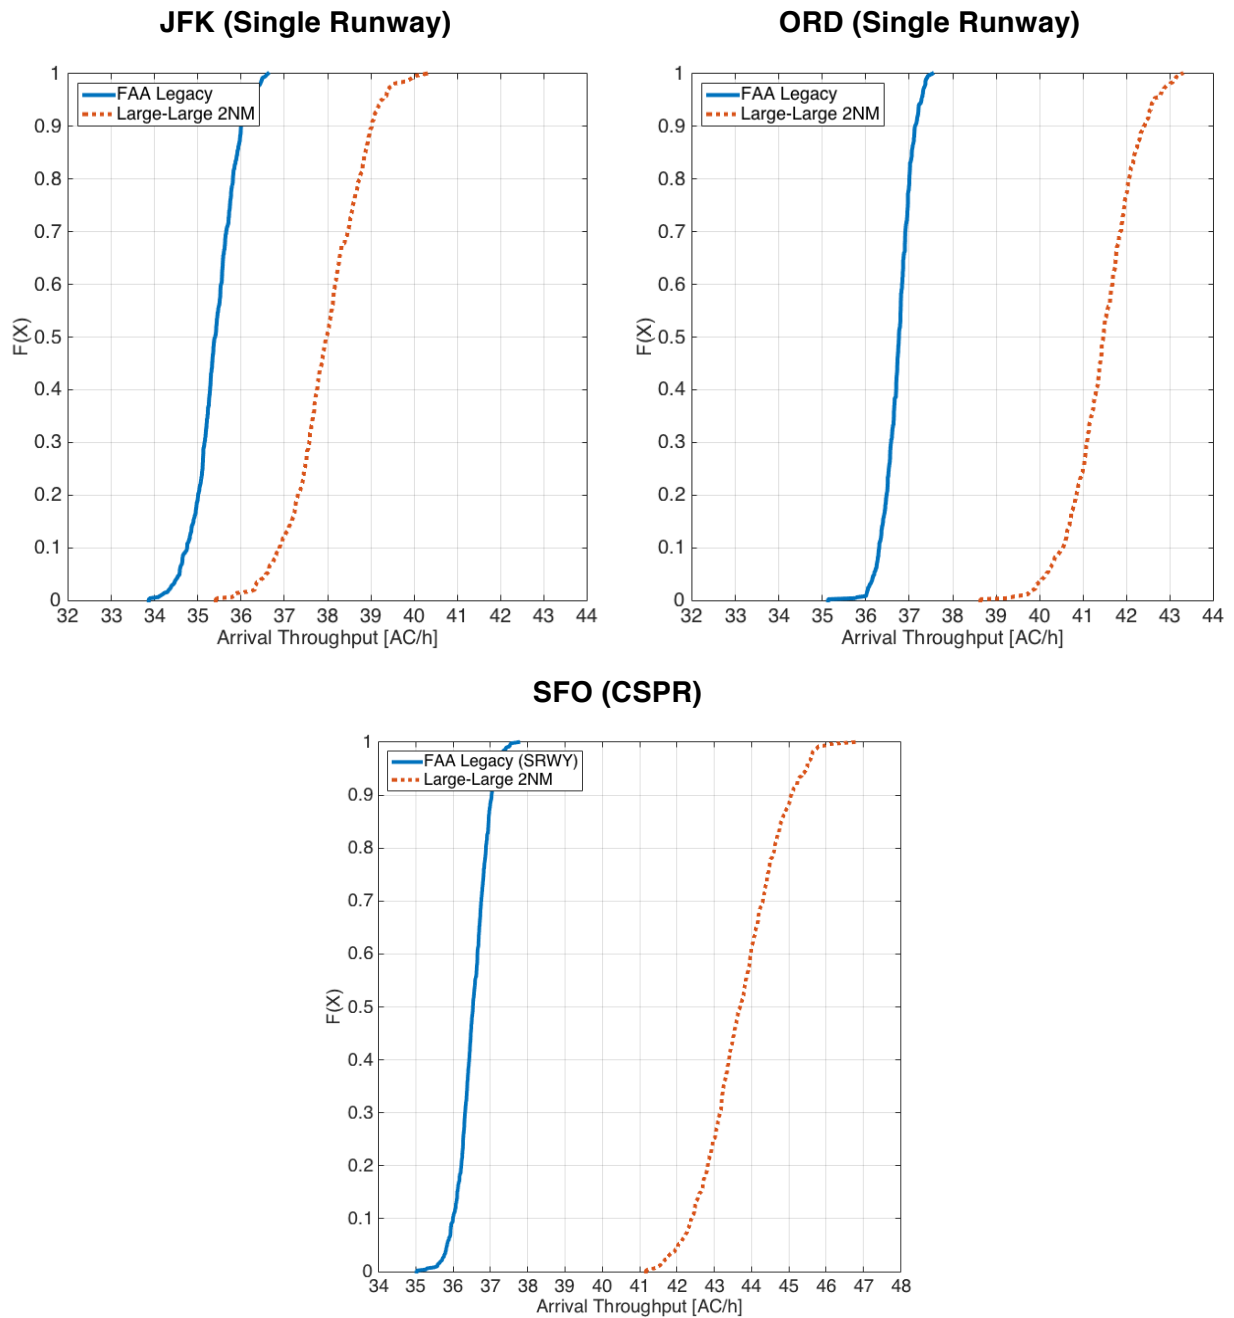 JFK (Single Runway)
FAA Legacy
Large-Large 2NM
1
0.9
0.8
0.7
0.6
0.5
0.4
0.3
0.2
0.1
0
F(X)
32 33 34 35 36 37 38 39 40 41 42 43 44
Arrival Throughput [AC/h]
ORD (Single Runway)
FAA Legacy
Large-Large 2NM
1
0.9
0.8
0.7
0.6
0.5
0.4
0.3
0.2
0.1
0
F(X)
32 33 34 35 36 37 38 39 40 41 42 43 44
Arrival Throughput [AC/h]
SFO (CSPR)
FAA Legacy (SRWY)
Large-Large 2NM
1
0.9
0.8
0.7
0.6
0.5
0.4
0.3
0.2
0.1
0
F(X)
34 35 36 37 38 39 40 41 42 43 44 45 46 47 48
Arrival Throughput [AC/h]